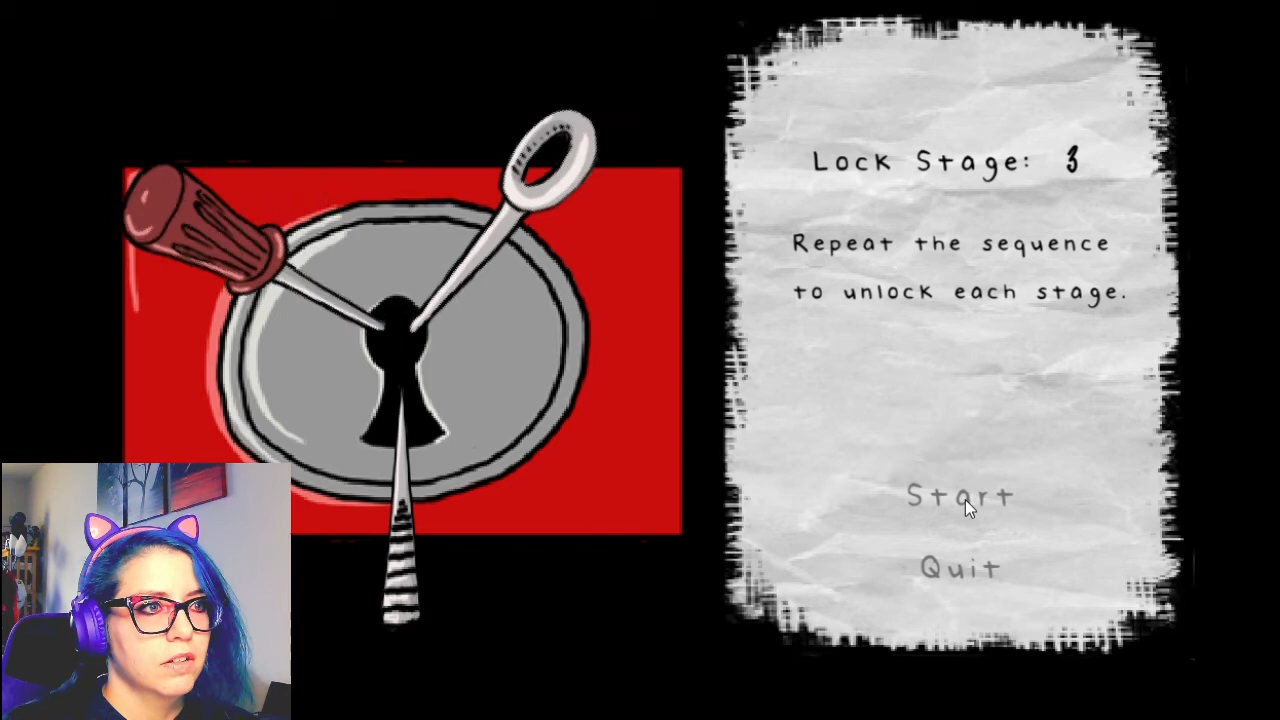 Lock Stage: 3
Repeat the sequence
to unlock each stage.
Start
Quit